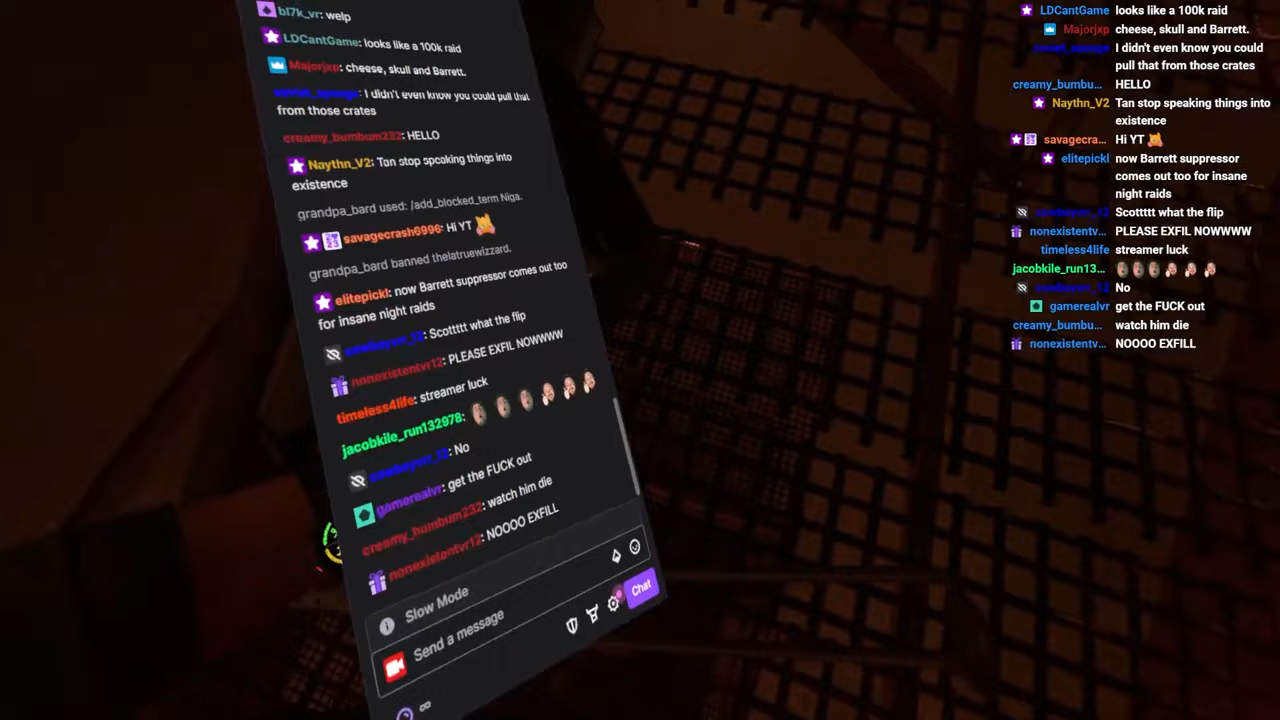 bl7k_vr: welp
LDCantGame: looks like a 100k raid
Majorjxp: cheese, skull and Barrett.
: I didn't even know you could pull that
from those crates
creamy_bumbum232: HELLO
Naythn_V2: Tan stop speaking things into
existence
grandpa_bard used: /add_blocked_term Niga.
savagecrash6996: Hi YT
grandpa_bard banned thelatruewizzard.
elitepickl: now Barrett suppressor comes out too
for insane night raids
: Scottttt what the flip
nonexistentvr12: PLEASE EXFIL NOWWWW
timeless4life: streamer luck
jacobkile_run132978:
: No
gamerealvr: get the FUCK out
creamy_bumbum232: watch him die
nonexistentvr12: NOOOO EXFILL
Slow Mode
Send a message
Chat
LDCantGame looks like a 100k raid
Majorjxp cheese, skull and Barrett.
I didn't even know you could
pull that from those crates
creamy_bumbu... HELLO
Naythn_V2 Tan stop speaking things into
existence
savagecra... Hi YT
elitepickl now Barrett suppressor
comes out too for insane
night raids
Scottttt what the flip
nonexistentv... PLEASE EXFIL NOWWWW
timeless4life streamer luck
jacobkile_run13...
No
gamerealvr get the FUCK out
creamy_bumbu... watch him die
nonexistentv... NOOOO EXFILL